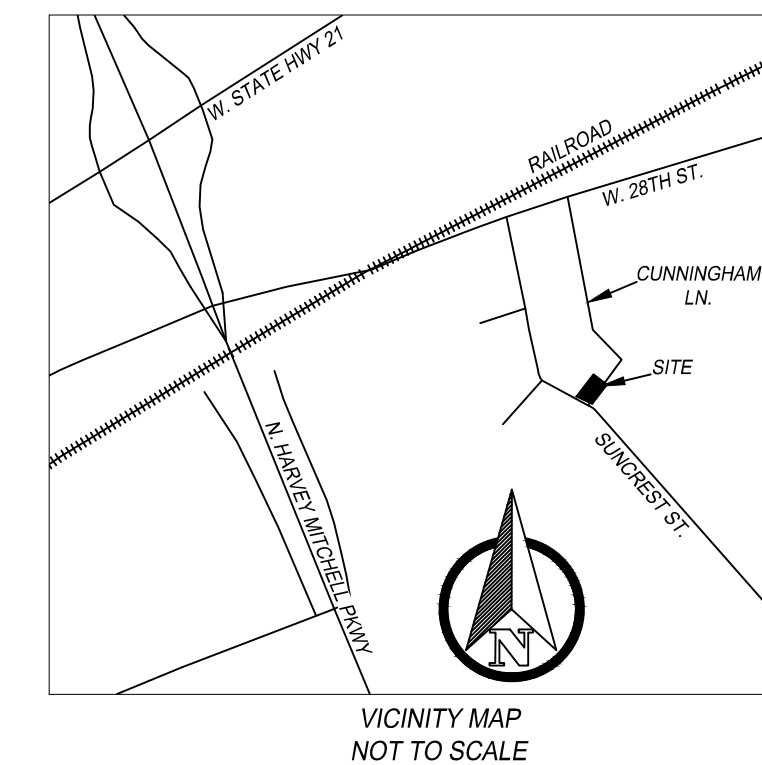 W. STATE HWY 21
RAILROAD
W. 28TH ST.
CUNNINGHAM
LN.
SITE
SUNCREST ST.
N. HARVEY MITCHELL PKWY
N
VICINITY MAP
NOT TO SCALE